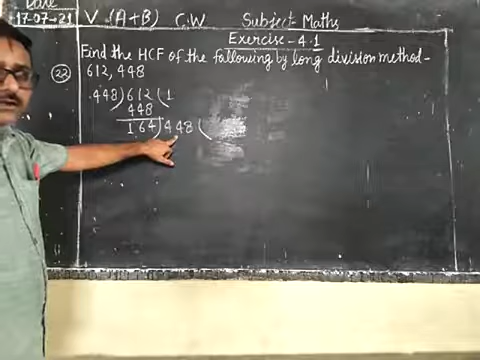 Date
17-07-21 V (A+B) C.W Subject-Maths
Exercise-4.1
Find the HCF of the following by long division method-
(22) 612, 448
448) 612 (1
448
164) 448 (